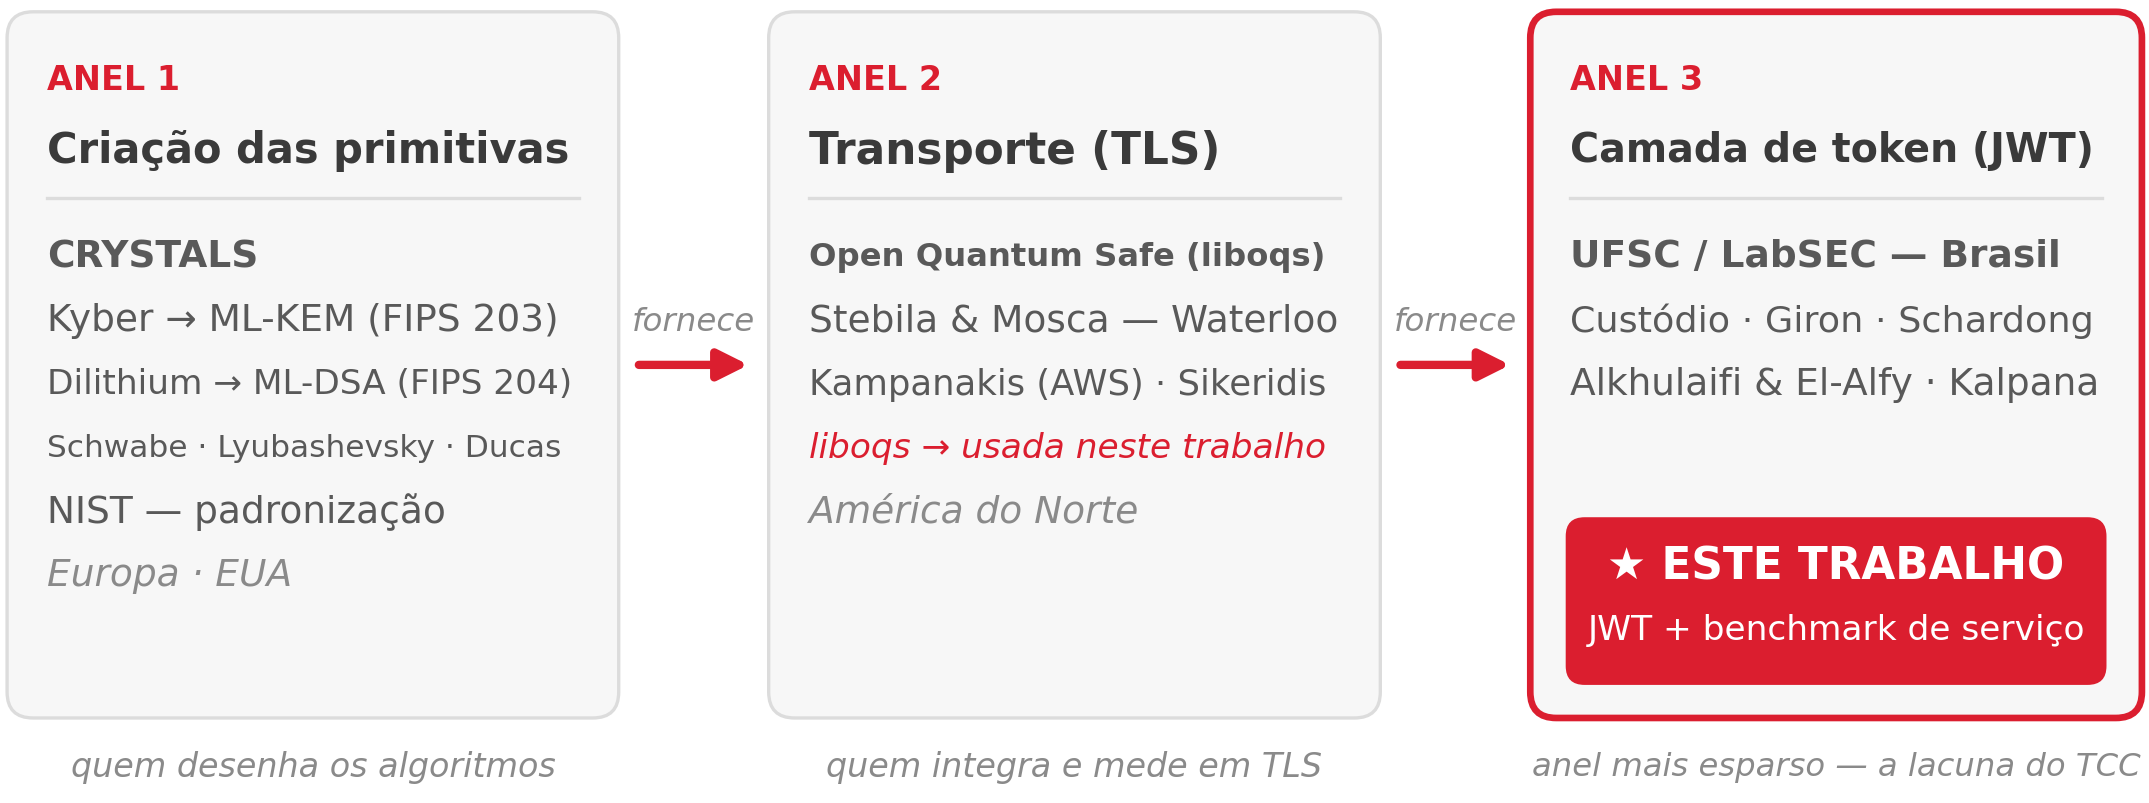 ANEL 1
Criação das primitivas
CRYSTALS
Kyber → ML-KEM (FIPS 203)
Dilithium → ML-DSA (FIPS 204)
Schwabe · Lyubashevsky · Ducas
NIST — padronização
Europa · EUA
quem desenha os algoritmos
fornece
ANEL 2
Transporte (TLS)
Open Quantum Safe (liboqs)
Stebila & Mosca — Waterloo
Kampanakis (AWS) · Sikeridis
liboqs → usada neste trabalho
América do Norte
quem integra e mede em TLS
fornece
ANEL 3
Camada de token (JWT)
UFSC / LabSEC — Brasil
Custódio · Giron · Schardong
Alkhulaifi & El-Alfy · Kalpana
★ ESTE TRABALHO
JWT + benchmark de serviço
anel mais esparso — a lacuna do TCC